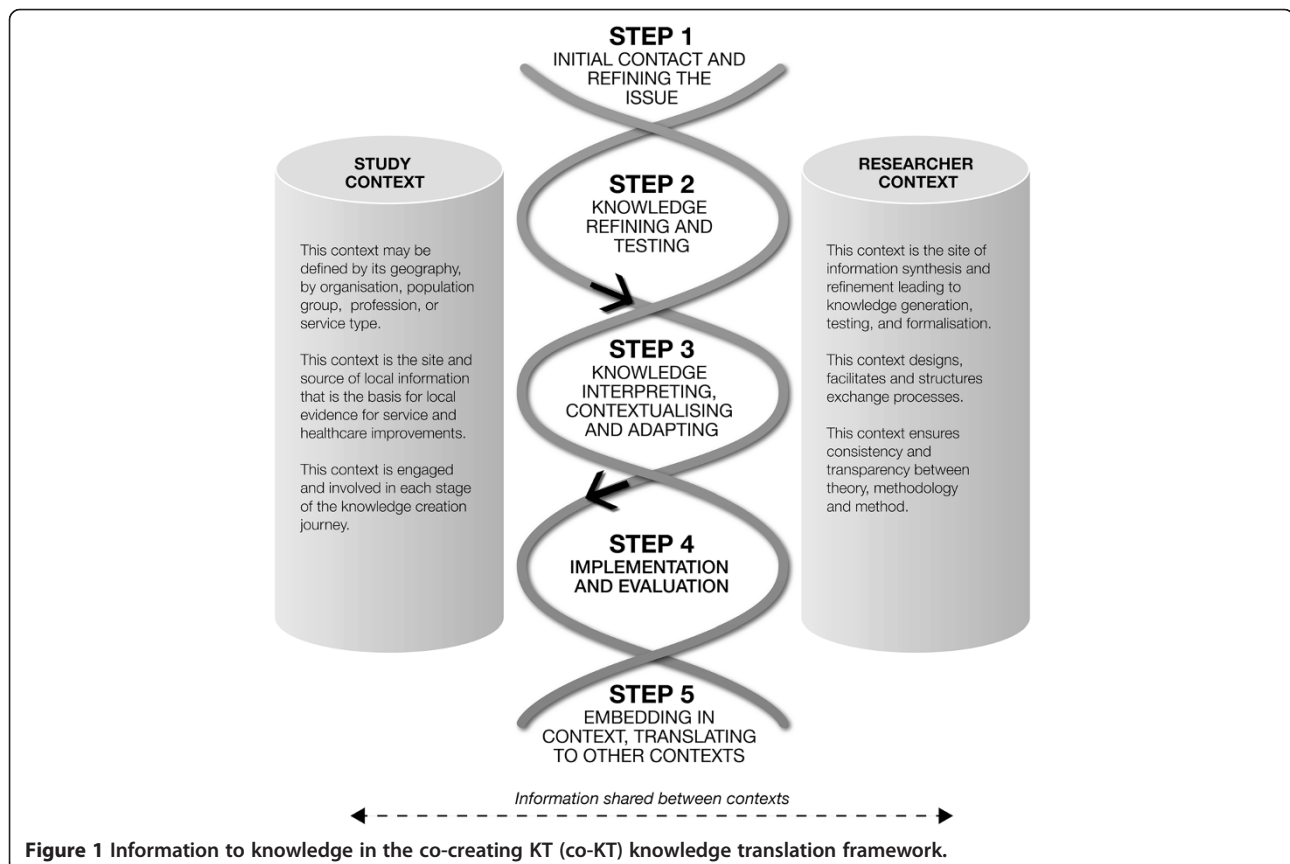 STEP 1
INITIAL CONTACT AND
REFINING THE
ISSUE
STUDY
CONTEXT
This context may be
defined by its geography,
by organisation, population
group, profession, or
service type.
This context is the site and
source of local information
that is the basis for local
evidence for service and
healthcare improvements.
This context is engaged
and involved in each stage
of the knowledge creation
journey.
STEP 2
KNOWLEDGE
REFINING AND
TESTING
STEP 3
KNOWLEDGE
INTERPRETING,
CONTEXTUALISING
AND ADAPTING
STEP 4
IMPLEMENTATION
AND EVALUATION
STEP 5
EMBEDDING IN
CONTEXT, TRANSLATING
TO OTHER CONTEXTS
RESEARCHER
CONTEXT
This context is the site of
information synthesis and
refinement leading to
knowledge generation,
testing, and formalisation.
This context designs,
facilitates and structures
exchange processes.
This context ensures
consistency and
transparency between
theory, methodology
and method.
Information shared between contexts
Figure 1 Information to knowledge in the co-creating KT (co-KT) knowledge translation framework.